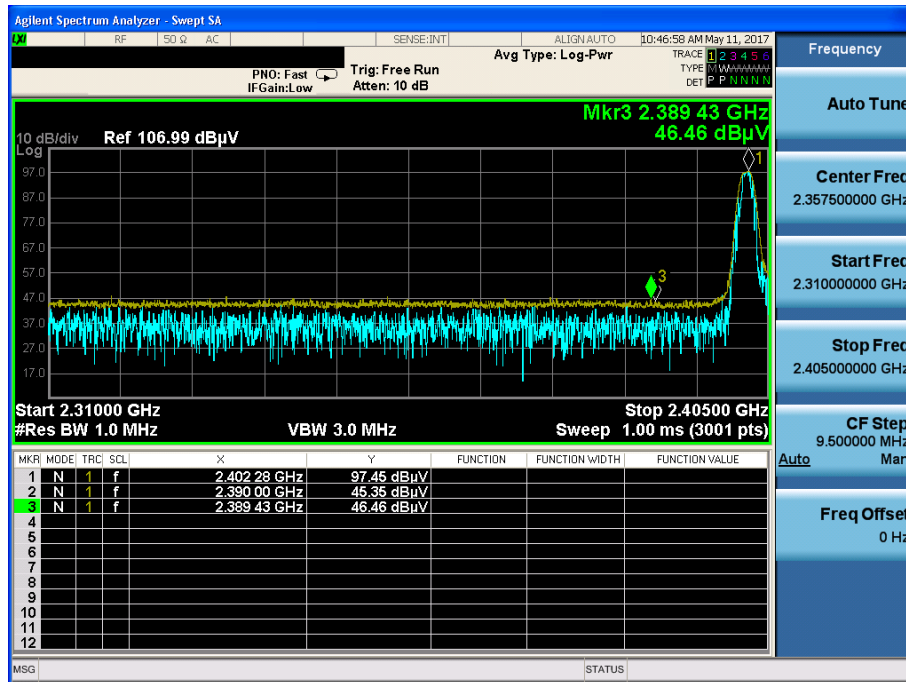 Agilent Spectrum Analyzer - Swept SA
LXI RF 50 Ω AC SENSE:INT ALIGN AUTO 10:46:58 AM May 11, 2017
PNO: Fast
IFGain:Low
Trig: Free Run
Atten: 10 dB
Avg Type: Log-Pwr
TRACE 1 2 3 4 5 6
TYPE M W W W W W
DET P P N N N N
Mkr3 2.389 43 GHz
46.46 dBµV
10 dB/div Ref 106.99 dBµV
Log
97.0
87.0
77.0
67.0
57.0
47.0
37.0
27.0
17.0
1
3
Start 2.31000 GHz Stop 2.40500 GHz
#Res BW 1.0 MHz VBW 3.0 MHz Sweep 1.00 ms (3001 pts)
MKR MODE TRC SCL X Y FUNCTION FUNCTION WIDTH FUNCTION VALUE
1 N 1 f 2.402 28 GHz 97.45 dBµV
2 N 1 f 2.390 00 GHz 45.35 dBµV
3 N 1 f 2.389 43 GHz 46.46 dBµV
4
5
6
7
8
9
10
11
12
MSG STATUS
Frequency
Auto Tune
Center Freq
2.357500000 GHz
Start Freq
2.310000000 GHz
Stop Freq
2.405000000 GHz
CF Step
9.500000 MHz
Auto Man
Freq Offset
0 Hz